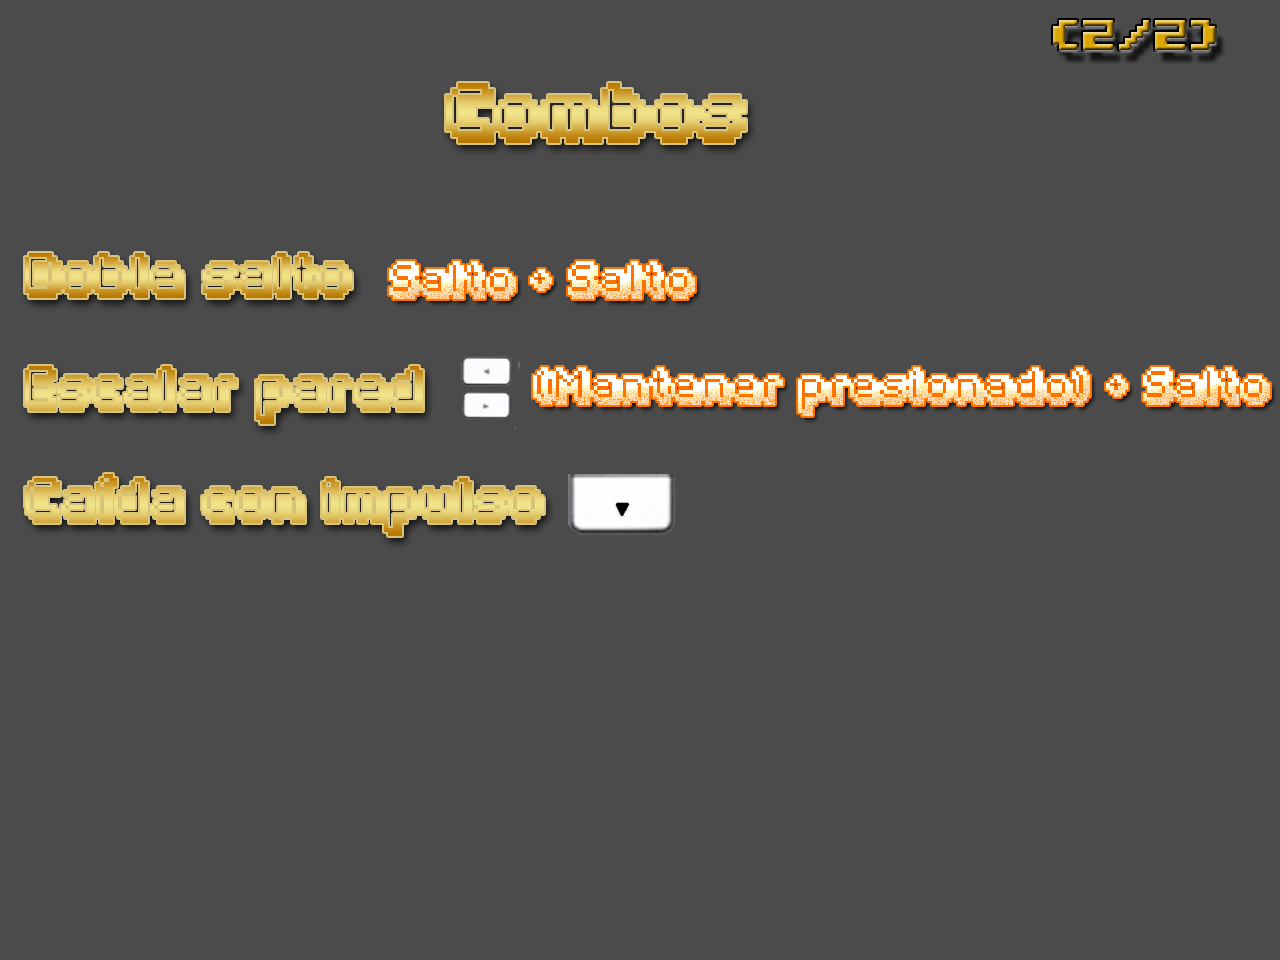 (2/2)
Combos
Doble salto Salto + Salto
Escalar pared ◂ ▸ (Mantener presionado) + Salto
Caída con impulso ▼